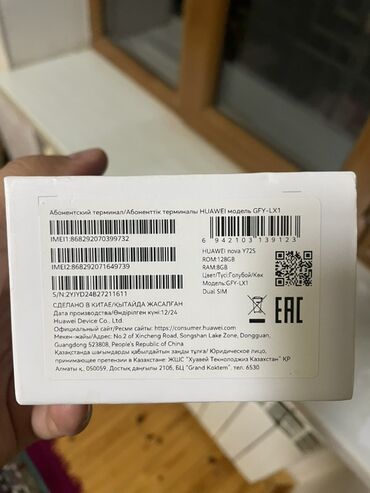 Абонентский терминал/Абоненттік терминалы HUAWEI модель GFY-LX1
IMEI1:868292070399732
IMEI2:868292071649739
S/N:2YJYD24B27211611
6 942103 139123
HUAWEI nova Y72S
ROM:128GB
RAM:8GB
Цвет/Түсі:Голубой/Көк
Модель:GFY-LX1
Dual SIM
EAC
СДЕЛАНО В КИТАЕ/ҚЫТАЙДА ЖАСАЛҒАН
Дата производства/Өндірілген күні 12/24
Huawei Device Co., Ltd.
Официальный сайт/Ресми сайты: https://consumer.huawei.com
Мекен-жайы/Адрес: No.2 of Xincheng Road, Songshan Lake Zone, Dongguan,
Guangdong 523808, People's Republic of China
Қазақстанда шағымдарды қабылдайтын заңды тұлға/ Юридическое лицо,
принимающее претензии в Казахстане: ЖШС "Хуавей Текнолоджиз Казахстан" ҚР
Алматы қ., 050059, Достық даңғылы 210б, БЦ "Grand Koktem". тел. 6530